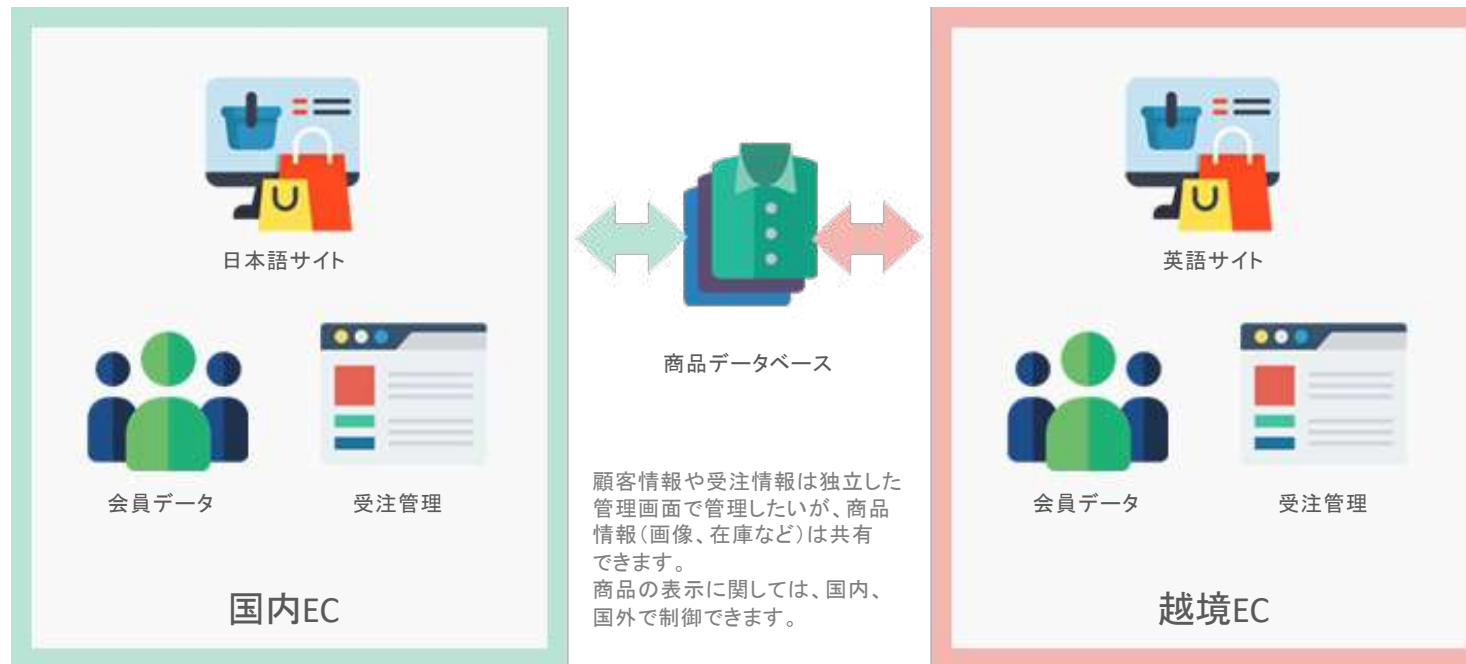 日本語サイト
会員データ
受注管理
国内EC
商品データベース
顧客情報や受注情報は独立した
管理画面で管理したいが、商品
情報(画像、在庫など)は共有
できます。
商品の表示に関しては、国内、
国外で制御できます。
英語サイト
会員データ
受注管理
越境EC